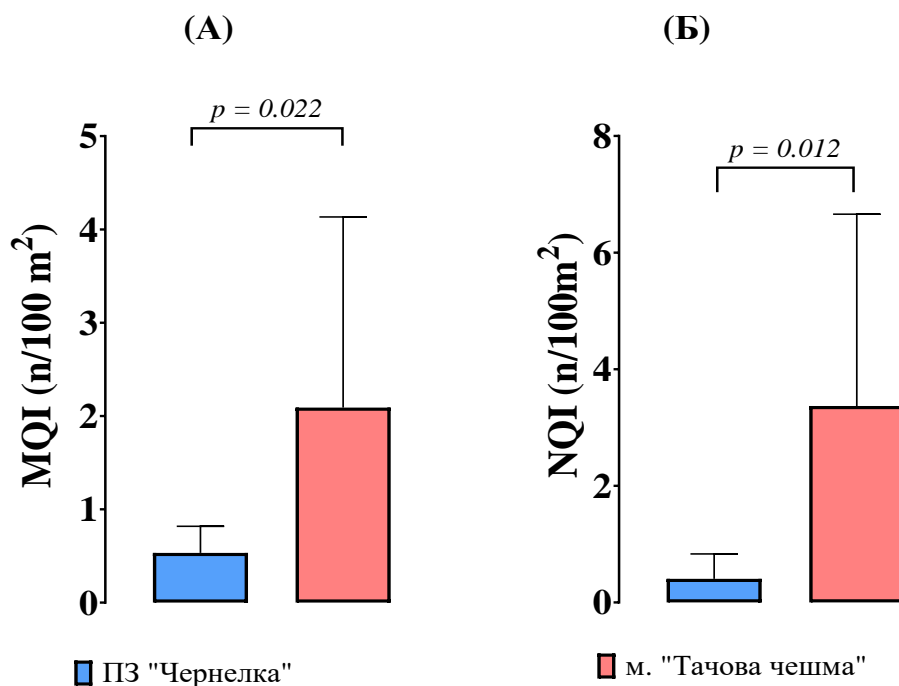 (А)
(Б)
p = 0.022
5
4
3
2
1
0
MQI (n/100 m²)
p = 0.012
8
6
4
2
0
NQI (n/100m²)
ПЗ "Чернелка"
м. "Тачова чешма"